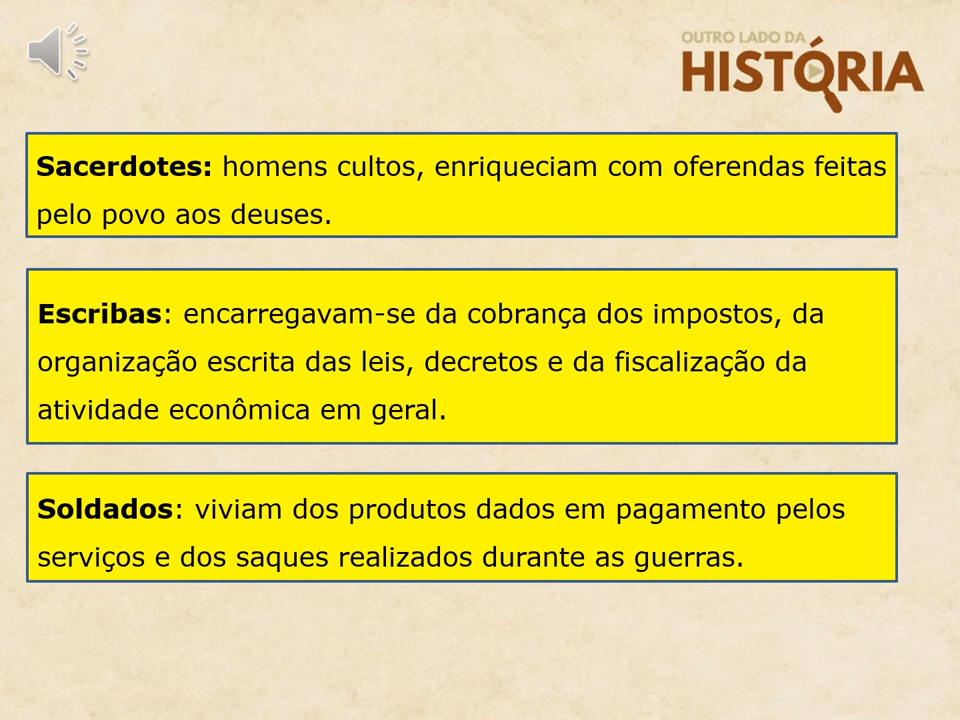 OUTRO LADO DA
HISTÓRIA
Sacerdotes: homens cultos, enriqueciam com oferendas feitas
pelo povo aos deuses.
Escribas: encarregavam-se da cobrança dos impostos, da
organização escrita das leis, decretos e da fiscalização da
atividade econômica em geral.
Soldados: viviam dos produtos dados em pagamento pelos
serviços e dos saques realizados durante as guerras.